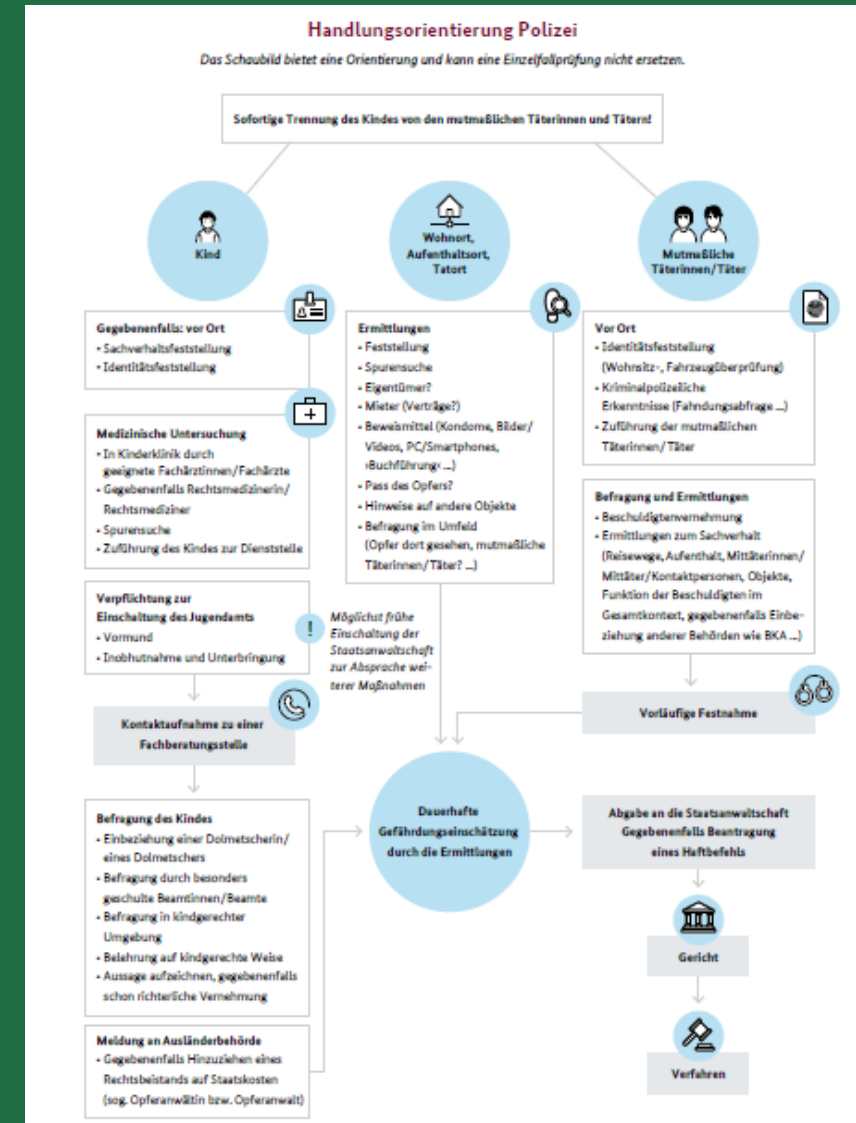 Handlungsorientierung Polizei
Das Schaubild bietet eine Orientierung und kann eine Einzelfallprüfung nicht ersetzen.
Sofortige Trennung des Kindes von den mutmaßlichen Täterinnen und Tätern!
Kind
Gegebenenfalls: vor Ort
• Sachverhaltsfeststellung
• Identitätsfeststellung
Medizinische Untersuchung
• In Kinderklinik durch
geeignete Fachärztinnen/Fachärzte
• Gegebenenfalls Rechtsmedizinerin/
Rechtsmediziner
• Spurensuche
• Zuführung des Kindes zur Dienststelle
Verpflichtung zur
Einschaltung des Jugendamts
• Vormund
• Inobhutnahme und Unterbringung
Kontaktaufnahme zu einer
Fachberatungsstelle
Befragung des Kindes
• Einbeziehung einer Dolmetscherin/
eines Dolmetschers
• Befragung durch besonders
geschulte Beamtinnen/Beamte
• Befragung in kindgerechter
Umgebung
• Belehrung auf kindgerechte Weise
• Aussage aufzeichnen, gegebenenfalls
schon richterliche Vernehmung
Meldung an Ausländerbehörde
• Gegebenenfalls Hinzuziehen eines
Rechtsbeistands auf Staatskosten
(sog. Opferanwältin bzw. Opferanwalt)
Wohnort,
Aufenthaltsort,
Tatort
Ermittlungen
• Feststellung
• Spurensuche
• Eigentümer?
• Mieter (Verträge?)
• Beweismittel (Kondome, Bilder/
Videos, PC/Smartphones,
›Buchführung‹ ...)
• Pass des Opfers?
• Hinweise auf andere Objekte
• Befragung im Umfeld
(Opfer dort gesehen, mutmaßliche
Täterinnen/Täter? ...)
!
Möglichst frühe
Einschaltung der
Staatsanwaltschaft
zur Absprache wei-
terer Maßnahmen
Dauerhafte
Gefährdungseinschätzung
durch die Ermittlungen
Mutmaßliche
Täterinnen/Täter
Vor Ort
• Identitätsfeststellung
(Wohnsitz-, Fahrzeugüberprüfung)
• Kriminalpolizeiliche
Erkenntnisse (Fahndungsabfrage ...)
• Zuführung der mutmaßlichen
Täterinnen/Täter
Befragung und Ermittlungen
• Beschuldigtenvernehmung
• Ermittlungen zum Sachverhalt
(Reisewege, Aufenthalt, Mittäterinnen/
Mittäter/Kontaktpersonen, Objekte,
Funktion der Beschuldigten im
Gesamtkontext, gegebenenfalls Einbe-
ziehung anderer Behörden wie BKA ...)
Vorläufige Festnahme
Abgabe an die Staatsanwaltschaft
Gegebenenfalls Beantragung
eines Haftbefehls
Gericht
Verfahren